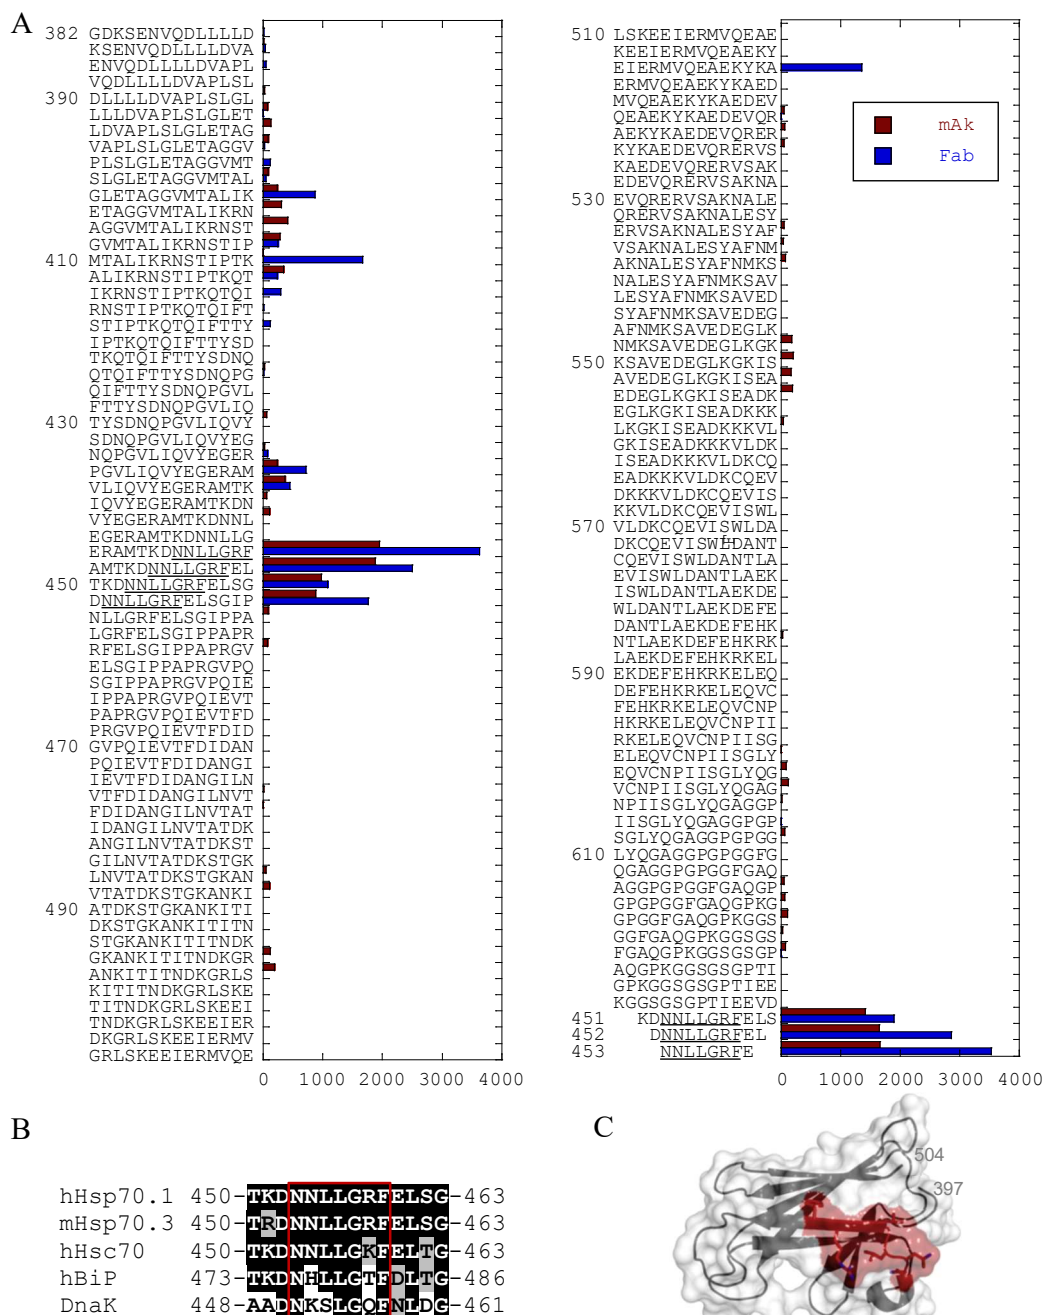 A
382 GDKSENVQDLLLLD
KSENVQDLLLLDVA
ENVQDLLLLDVAPL
VQDLLLLDVAPLSL
390 DLLLLDVAPLSLGL
LLLDVAPLSLGLET
LDVAPLSLGLETAG
VAPLSLGLETAGGV
PLSLGLETAGGVMT
SLGLETAGGVMTAL
GLETAGGVMTALIK
ETAGGVMTALIKRN
AGGVMTALIKRNST
GVMTALIKRNSTIP
410 MTALIKRNSTIPTK
ALIKRNSTIPTKQT
IKRNSTIPTKQTQI
RNSTIPTKQTQIFT
STIPTKQTQIFTTY
IPTKQTQIFTTYSD
TKQTQIFTTYSDNQ
QTQIFTTYSDNQPG
QIFTTYSDNQPGVL
FTTYSDNQPGVLIQ
430 TYSDNQPGVLIQVY
SDNQPGVLIQVYEG
NQPGVLIQVYEGER
PGVLIQVYEGERAM
VLIQVYEGERAMTK
IQVYEGERAMTKDN
VYEGERAMTKDNNL
EGERAMTKDNNLLG
ERAMTKDNNLLGRF
AMTKDNNLLGRFEL
450 TKDNNLLGRFELSG
DNNLLGRFELSGIP
NLLGRFELSGIPPA
LGRFELSGIPPAPR
RFELSGIPPAPRGV
ELSGIPPAPRGVPQ
SGIPPAPRGVPQIE
IPPAPRGVPQIEVT
PAPRGVPQIEVTFD
PRGVPQIEVTFDID
470 GVPQIEVTFDIDAN
PQIEVTFDIDANGI
IEVTFDIDANGILN
VTFDIDANGILNVT
FDIDANGILNVTAT
IDANGILNVTATDK
ANGILNVTATDKST
GILNVTATDKSTGK
LNVTATDKSTGKAN
VTATDKSTGKANKI
490 ATDKSTGKANKITI
DKSTGKANKITITN
STGKANKITITNDK
GKANKITITNDKGR
ANKITITNDKGRLS
KITITNDKGRLSKE
TITNDKGRLSKEEI
TNDKGRLSKEEIER
DKGRLSKEEIERMV
GRLSKEEIERMVQE
0 1000 2000 3000 4000
510 LSKEEIERMVQEAE
KEEIERMVQEAEKY
EIERMVQEAEKYKA
ERMVQEAEKYKAED
MVQEAEKYKAEDEV
QEAEKYKAEDEVQR
AEKYKAEDEVQRER
KYKAEDEVQRERVS
KAEDEVQRERVSAK
EDEVQRERVSAKNA
530 EVQRERVSAKNALE
QRERVSAKNALESY
ERVSAKNALESYAF
VSAKNALESYAFNM
AKNALESYAFNMKS
NALESYAFNMKSAV
LESYAFNMKSAVED
SYAFNMKSAVEDEG
AFNMKSAVEDEGLK
NMKSAVEDEGLKGK
550 KSAVEDEGLKGKIS
AVEDEGLKGKISEA
EDEGLKGKISEADK
EGLKGKISEADKKK
LKGKISEADKKKVL
GKISEADKKKVLDK
ISEADKKKVLDKCQ
EADKKKVLDKCQEV
DKKKVLDKCQEVIS
KKVLDKCQEVISWL
570 VLDKCQEVISWLDA
DKCQEVISWLDANT
CQEVISWLDANTLA
EVISWLDANTLAEK
ISWLDANTLAEKDE
WLDANTLAEKDEFE
DANTLAEKDEFEHK
NTLAEKDEFEHKRK
LAEKDEFEHKRKEL
590 EKDEFEHKRKELEQ
DEFEHKRKELEQVC
FEHKRKELEQVCNP
HKRKELEQVCNPII
RKELEQVCNPIISG
ELEQVCNPIISGLY
EQVCNPIISGLYQG
VCNPIISGLYQGAG
NPIISGLYQGAGGP
IISGLYQGAGGPGP
SGLYQGAGGPGPGG
610 LYQGAGGPGPGGFG
QGAGGPGPGGFGAQ
AGGPGPGGFGAQGP
GPGPGGFGAQGPKG
GPGGFGAQGPKGGS
GGFGAQGPKGGSGS
FGAQGPKGGSGSGP
AQGPKGGSGSGPTI
GPKGGSGSGPTIEE
KGGSGSGPTIEEVD
451 KDNNLLGRFELS
452 DNNLLGRFEL
453 NNLLGRFE
0 1000 2000 3000 4000
mAk
Fab
B
hHsp70.1 450-TKDNNLLGRFELSG-463
mHsp70.3 450-TRDNNLLGRFELSG-463
hHsc70 450-TKDNNLLGKFELTG-463
hBiP 473-TKDNHLLGTFDLTG-486
DnaK 448-AADNKSLGQFNLDG-461
C
504
397